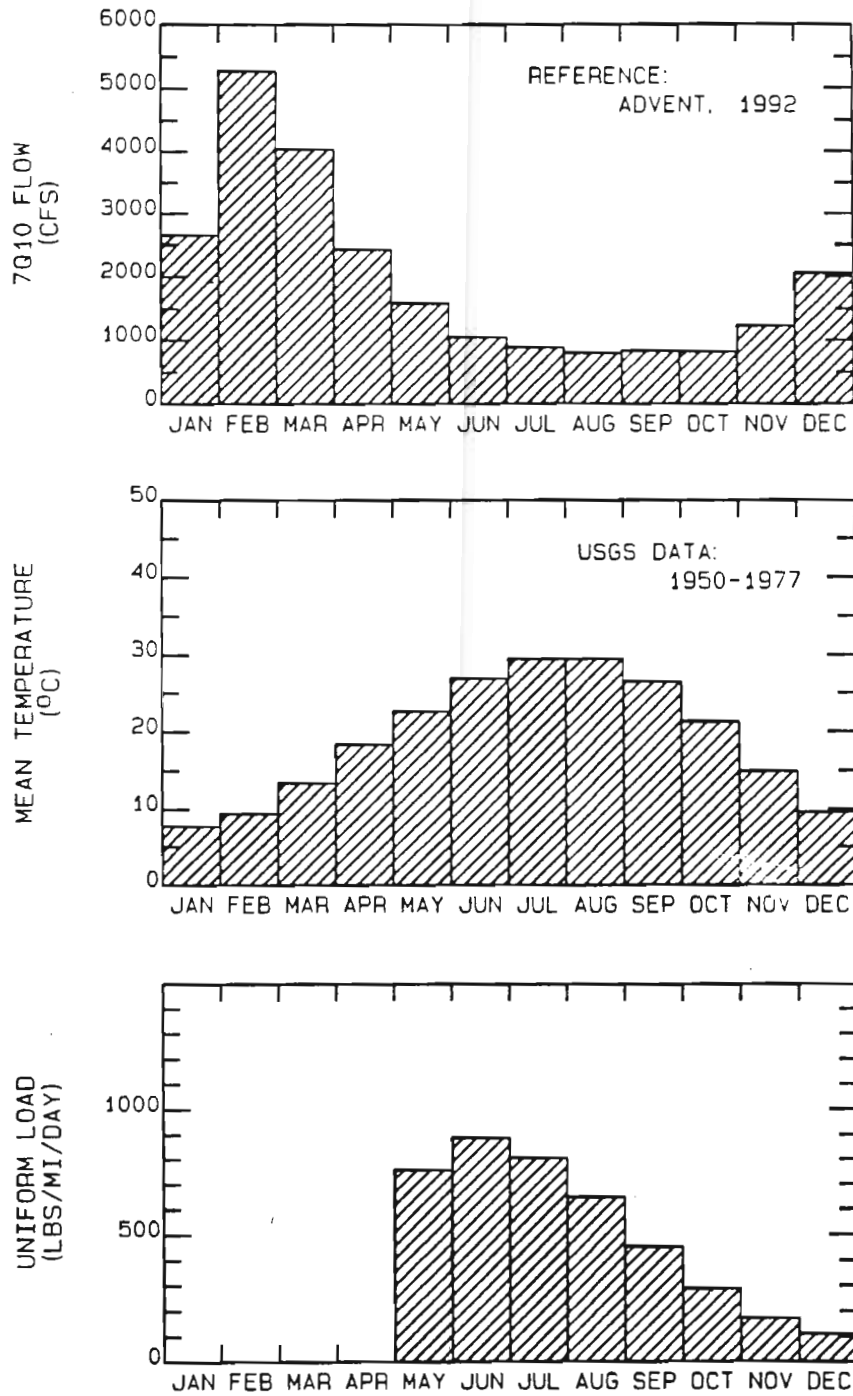 6000
5000
4000
3000
2000
1000
0
7Q10 FLOW
(CFS)
REFERENCE:
ADVENT, 1992
JAN FEB MAR APR MAY JUN JUL AUG SEP OCT NOV DEC
50
40
30
20
10
0
MEAN TEMPERATURE
(ºC)
USGS DATA:
1950-1977
JAN FEB MAR APR MAY JUN JUL AUG SEP OCT NOV DEC
1000
500
0
UNIFORM LOAD
(LBS/MI/DAY)
JAN FEB MAR APR MAY JUN JUL AUG SEP OCT NOV DEC